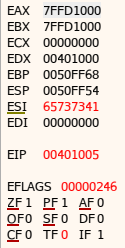 EAX 7FFD1000
EBX 7FFD1000
ECX 00000000
EDX 00401000
EBP 0050FF68
ESP 0050FF54
ESI 65737341
EDI 00000000
EIP 00401005
EFLAGS 00000246
ZF 1 PF 1 AF 0
OF 0 SF 0 DF 0
CF 0 TF 0 IF 1